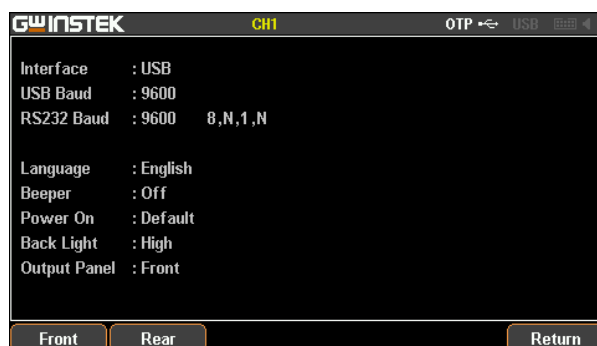 GWINSTEK CH1 OTP USB
Interface : USB
USB Baud : 9600
RS232 Baud : 9600 8,N,1,N
Language : English
Beeper : Off
Power On : Default
Back Light : High
Output Panel : Front
Front Rear Return